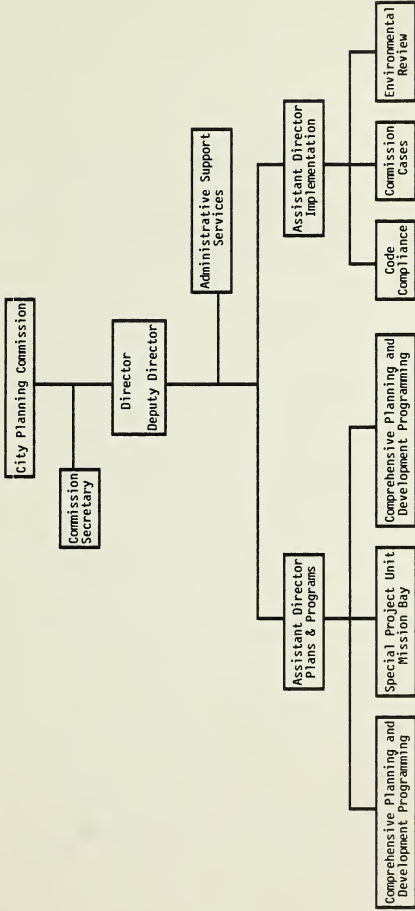 City Planning Commission
Commission
Secretary
Director
Deputy Director
Administrative Support
Services
Assistant Director
Plans & Programs
Assistant Director
Implementation
Comprehensive Planning and
Development Programming
Special Project Unit
Mission Bay
Comprehensive Planning and
Development Programming
Code
Compliance
Commission
Cases
Environmental
Review